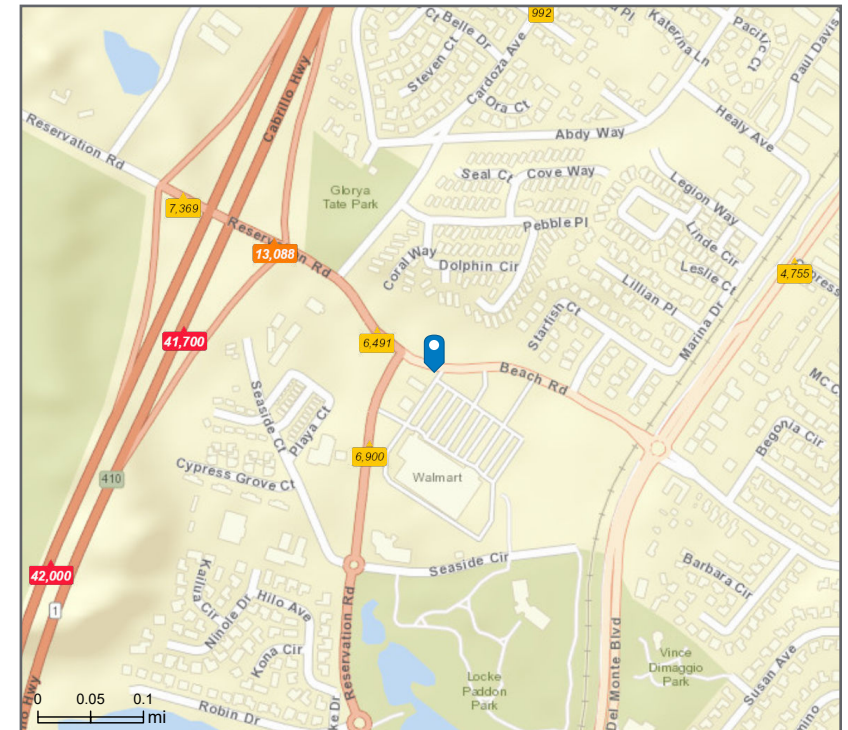 992
Belle Dr
Ct
Pl
Katerina Ln
Pacific Ct
Paul Davis
Steven Ct
Cardoza Ave
Cabrillo Hwy
Ora Ct
Reservation Rd
Abdy Way
Healy Ave
Seal Ct
Cove Way
Legion Way
Glorya
Tate Park
7,369
Pebble Pl
Linde Cir
Reservation Rd
13,088
Coral Way
Dolphin Cir
Leslie Ct
4,755
Lillian Pl
Starfish Ct
Marina Dr
41,700
6,491
Beach Rd
Seaside Ct
Playa Ct
Begonia Cir
6,900
Cypress Grove Ct
Walmart
410
Seaside Cir
Barbara Cir
42,000
Kailua Cir
Ninole Dr
Hilo Ave
1
Reservation Rd
Kona Cir
Del Monte Blvd
Vince
Dimaggio
Park
Susan Ave
Locke
Paddon
Park
Robin Dr
0 0.05 0.1
mi